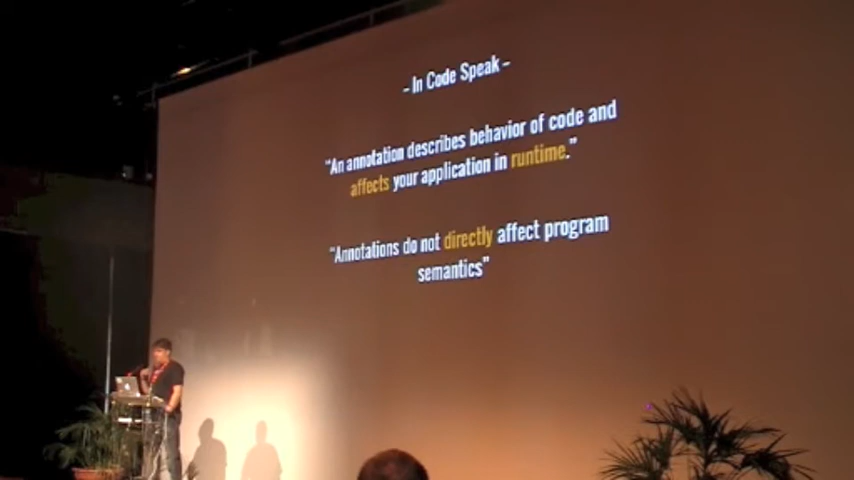 - In Code Speak -
"An annotation describes behavior of code and
affects your application in runtime."
"Annotations do not directly affect program
semantics"